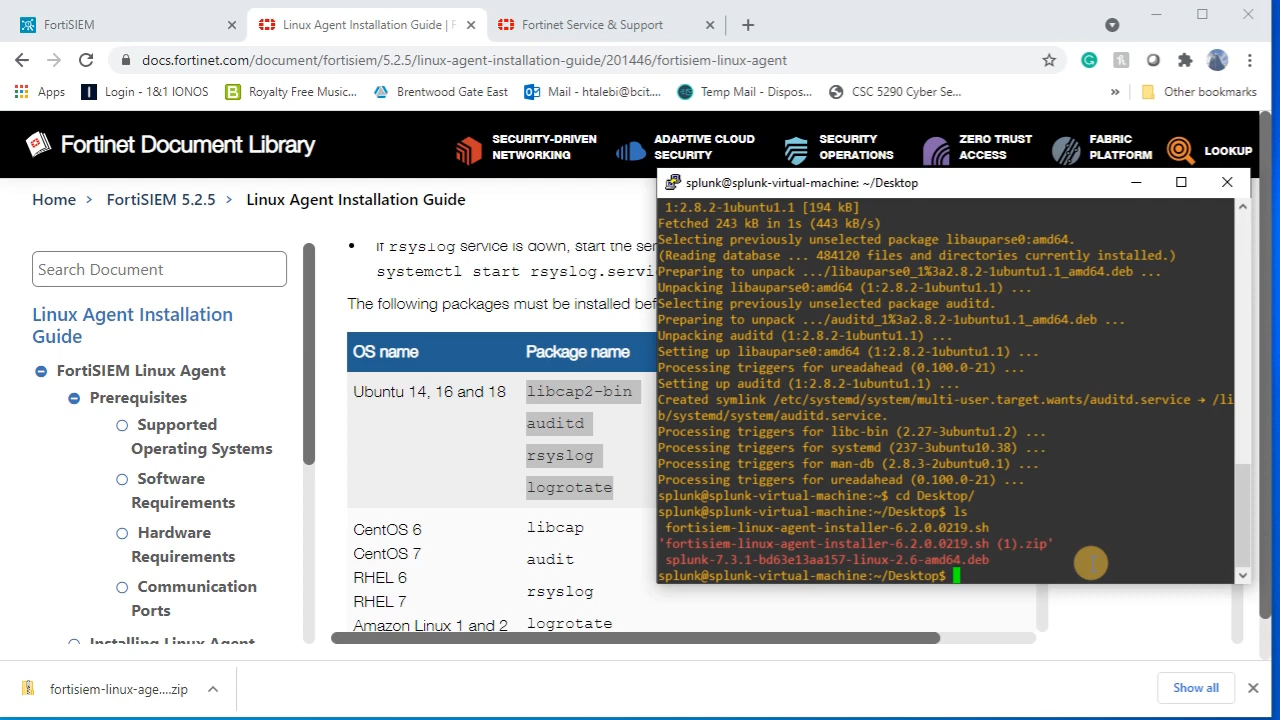 FortiSIEM
Linux Agent Installation Guide | F
Fortinet Service & Support
docs.fortinet.com/document/fortisiem/5.2.5/linux-agent-installation-guide/201446/fortisiem-linux-agent
Apps
Login - 1&1 IONOS
Royalty Free Music...
Brentwood Gate East
Mail - htalebi@bcit....
Temp Mail - Dispos...
CSC 5290 Cyber Se...
»
Other bookmarks
Fortinet Document Library
SECURITY-DRIVEN
NETWORKING
ADAPTIVE CLOUD
SECURITY
SECURITY
OPERATIONS
ZERO TRUST
ACCESS
FABRIC
PLATFORM
LOOKUP
Home > FortiSIEM 5.2.5 > Linux Agent Installation Guide
Search Document
Linux Agent Installation
Guide
FortiSIEM Linux Agent
Prerequisites
Supported
Operating Systems
Software
Requirements
Hardware
Requirements
Communication
Ports
Installing Linux Agent
• If rsyslog service is down, start the ser
systemctl start rsyslog.servi
The following packages must be installed bef
OS name Package name
Ubuntu 14, 16 and 18 libcap2-bin
auditd
rsyslog
logrotate
CentOS 6 libcap
CentOS 7 audit
RHEL 6 rsyslog
RHEL 7
Amazon Linux 1 and 2 logrotate
splunk@splunk-virtual-machine: ~/Desktop
1:2.8.2-1ubuntu1.1 [194 kB]
Fetched 243 kB in 1s (443 kB/s)
Selecting previously unselected package libauparse0:amd64.
(Reading database ... 484120 files and directories currently installed.)
Preparing to unpack .../libauparse0_1%3a2.8.2-1ubuntu1.1_amd64.deb ...
Unpacking libauparse0:amd64 (1:2.8.2-1ubuntu1.1) ...
Selecting previously unselected package auditd.
Preparing to unpack .../auditd_1%3a2.8.2-1ubuntu1.1_amd64.deb ...
Unpacking auditd (1:2.8.2-1ubuntu1.1) ...
Setting up libauparse0:amd64 (1:2.8.2-1ubuntu1.1) ...
Processing triggers for ureadahead (0.100.0-21) ...
Setting up auditd (1:2.8.2-1ubuntu1.1) ...
Created symlink /etc/systemd/system/multi-user.target.wants/auditd.service → /li
b/systemd/system/auditd.service.
Processing triggers for libc-bin (2.27-3ubuntu1.2) ...
Processing triggers for systemd (237-3ubuntu10.38) ...
Processing triggers for man-db (2.8.3-2ubuntu0.1) ...
Processing triggers for ureadahead (0.100.0-21) ...
splunk@splunk-virtual-machine:~$ cd Desktop/
splunk@splunk-virtual-machine:~/Desktop$ ls
fortisiem-linux-agent-installer-6.2.0.0219.sh
'fortisiem-linux-agent-installer-6.2.0.0219.sh (1).zip'
splunk-7.3.1-bd63e13aa157-linux-2.6-amd64.deb
splunk@splunk-virtual-machine:~/Desktop$
fortisiem-linux-age....zip
Show all